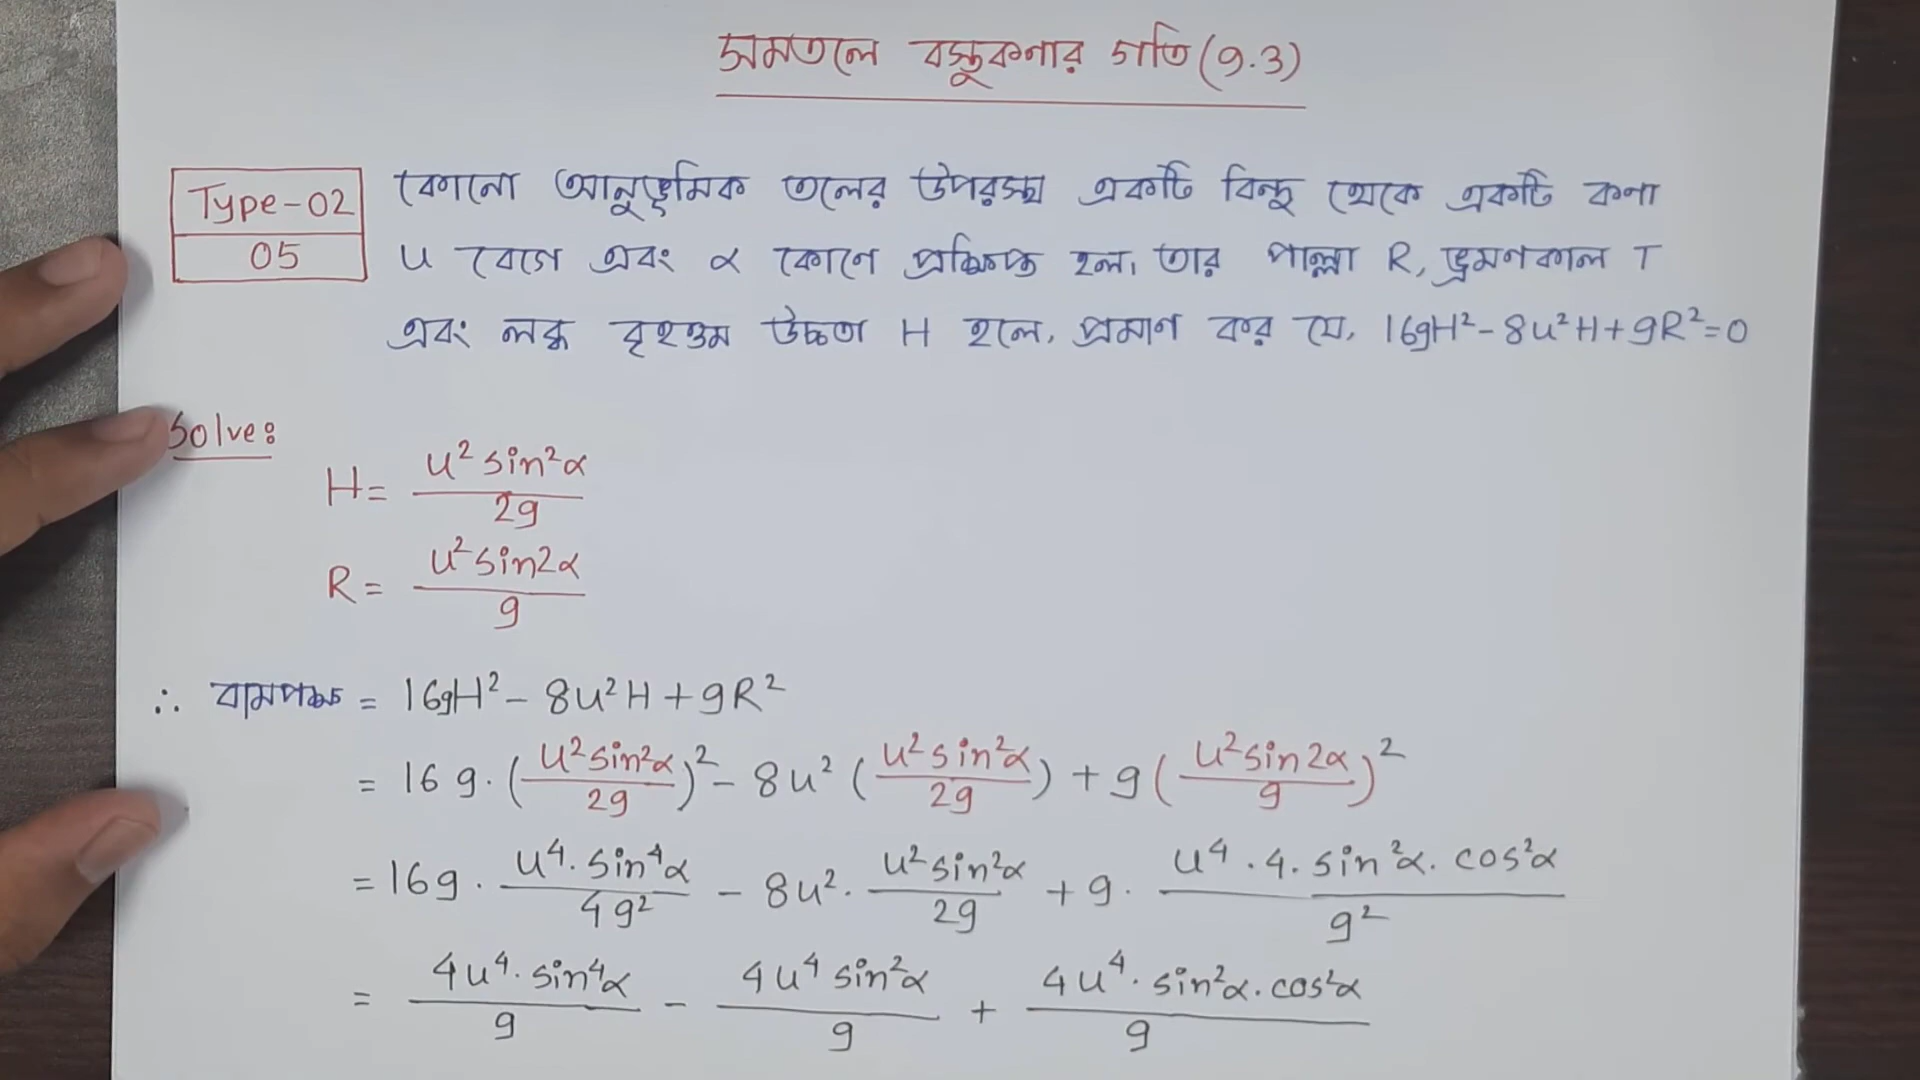 সমতলে বস্তুকনার গতি (9.3)
Type-02
05
কোনো আনুভূমিক তলের উপরস্থ একটি বিন্দু থেকে একটি কনা
u বেগে এবং α কোণে প্রক্ষিপ্ত হল। তার পাল্লা R, ভ্রমণকাল T
এবং লব্ধ বৃহত্তম উচ্চতা H হলে, প্রমাণ কর যে, 16gH² - 8u²H + gR² = 0
Solve:
H = u² sin²α / 2g
R = u² sin2α / g
∴ বামপক্ষ = 16gH² - 8u²H + gR²
= 16g·(u² sin²α / 2g)² - 8u² (u² sin²α / 2g) + g (u² sin2α / g)²
= 16g · u⁴·sin⁴α / 4g² - 8u² · u² sin²α / 2g + g · u⁴·4·sin²α·cos²α / g²
= 4u⁴·sin⁴α / g - 4u⁴ sin²α / g + 4u⁴·sin²α·cos²α / g